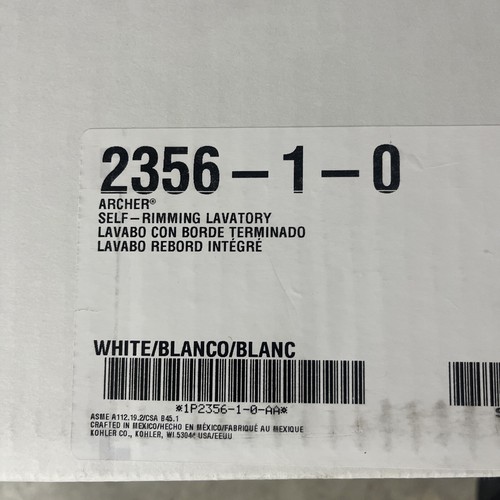 2356-1-0
ARCHER®
SELF-RIMMING LAVATORY
LAVABO CON BORDE TERMINADO
LAVABO REBORD INTÉGRÉ
WHITE/BLANCO/BLANC
*1P2356-1-0-AA*
ASME A112.19.2/CSA B45.1
CRAFTED IN MEXICO/HECHO EN MÉXICO/FABRIQUÉ AU MEXIQUE
KOHLER CO., KOHLER, WI 53044 USA/EEUU